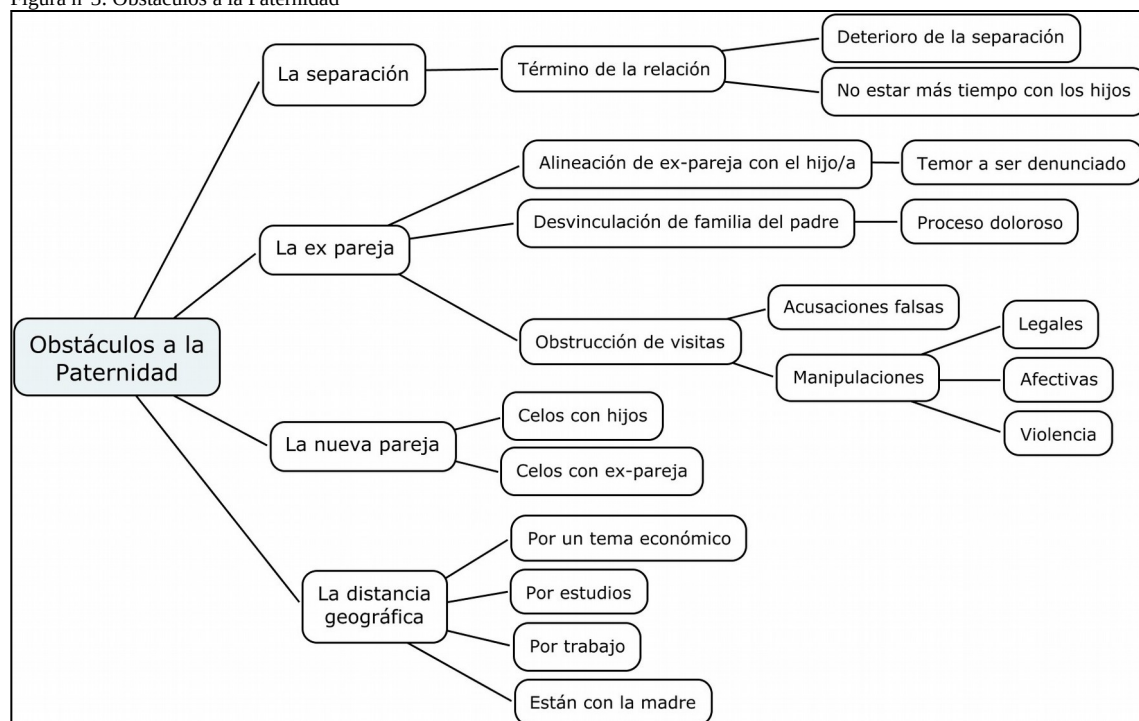 Figura nº3. Obstáculos a la Paternidad
Obstáculos a la
Paternidad
La separación
Término de la relación
Deterioro de la separación
No estar más tiempo con los hijos
La ex pareja
Alineación de ex-pareja con el hijo/a
Temor a ser denunciado
Desvinculación de familia del padre
Proceso doloroso
Obstrucción de visitas
Acusaciones falsas
Manipulaciones
Legales
Afectivas
Violencia
La nueva pareja
Celos con hijos
Celos con ex-pareja
La distancia
geográfica
Por un tema económico
Por estudios
Por trabajo
Están con la madre